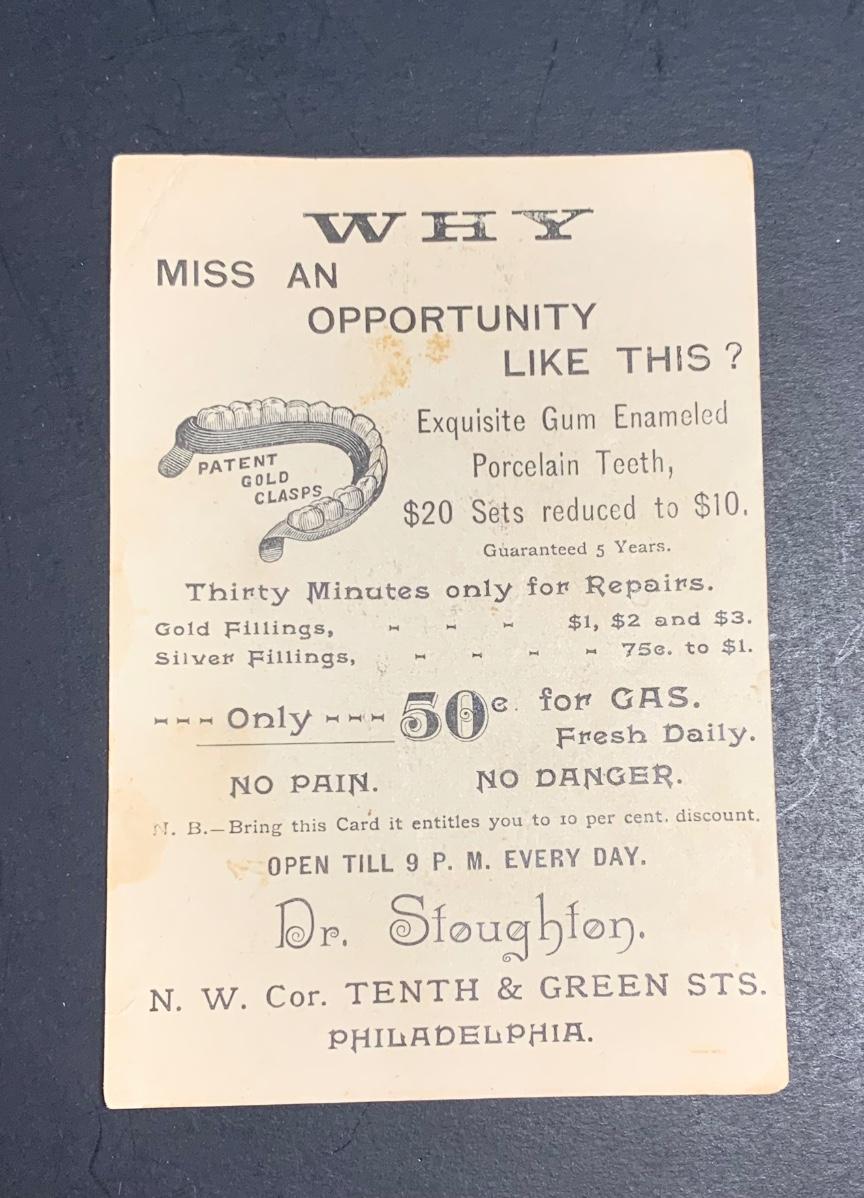 WHY
MISS AN
OPPORTUNITY
LIKE THIS ?
PATENT
GOLD
CLASPS
Exquisite Gum Enameled
Porcelain Teeth,
$20 Sets reduced to $10.
Guaranteed 5 Years.
Thirty Minutes only for Repairs.
Gold Fillings, - - - $1, $2 and $3.
Silver Fillings, - - - - 75c. to $1.
- - - Only - - - 50c. for GAS.
Fresh Daily.
NO PAIN. NO DANGER.
N. B.—Bring this Card it entitles you to 10 per cent. discount.
OPEN TILL 9 P. M. EVERY DAY.
Dr. Stoughton.
N. W. Cor. TENTH & GREEN STS.
PHILADELPHIA.